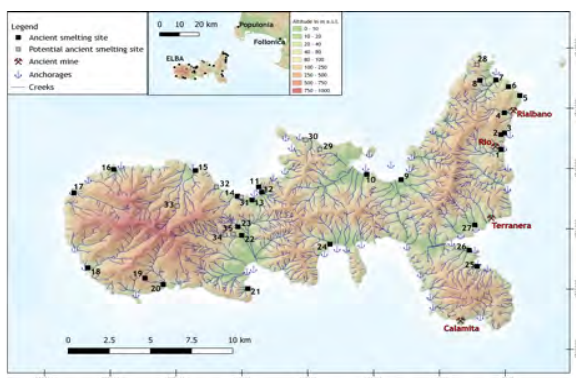 Legend
Ancient smelting site
Potential ancient smelting site
Ancient mine
Anchorages
Creeks
0 10 20 km
Populonia
Follonica
ELBA
Altitude in m a.s.l.
0 - 10
10 - 20
20 - 40
40 - 60
60 - 100
100 - 250
250 - 500
500 - 750
750 - 1000
28
8
6
5
4
Rialbano
3
2
Rio
1
30
29
16
15
32
11
12
10
9
17
14
31
13
33
23
35
34
22
27
Terranera
24
26
25
18
19
20
21
Calamita
0 2.5 5 7.5 10 km